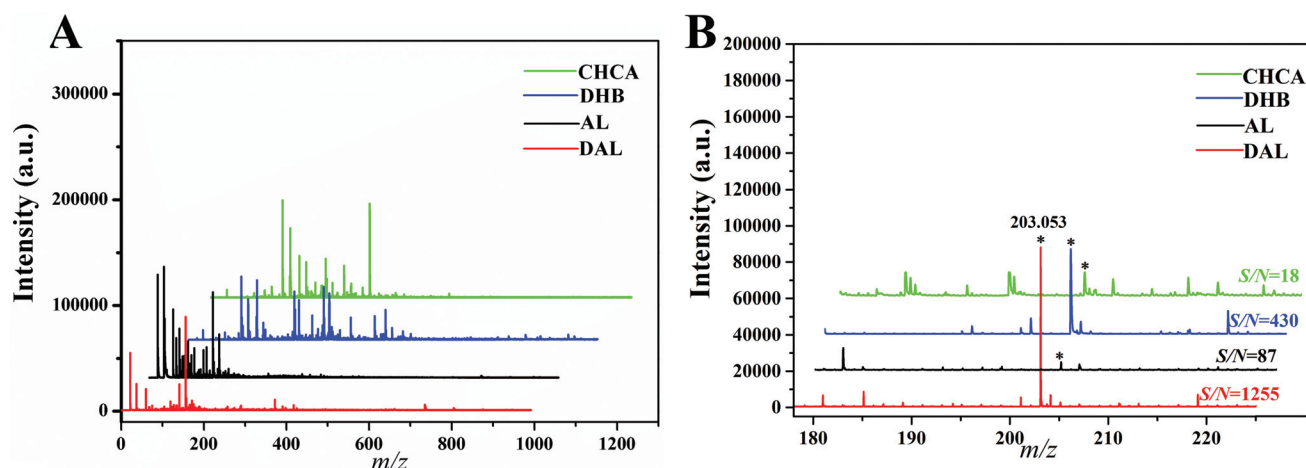 A
Intensity (a.u.)
300000
200000
100000
0
0 200 400 600 800 1000 1200
m/z
CHCA
DHB
AL
DAL
B
Intensity (a.u.)
200000
180000
160000
140000
120000
100000
80000
60000
40000
20000
0
180 190 200 210 220
m/z
CHCA
DHB
AL
DAL
203.053
* * *
S/N=18
S/N=430
*
S/N=87
S/N=1255